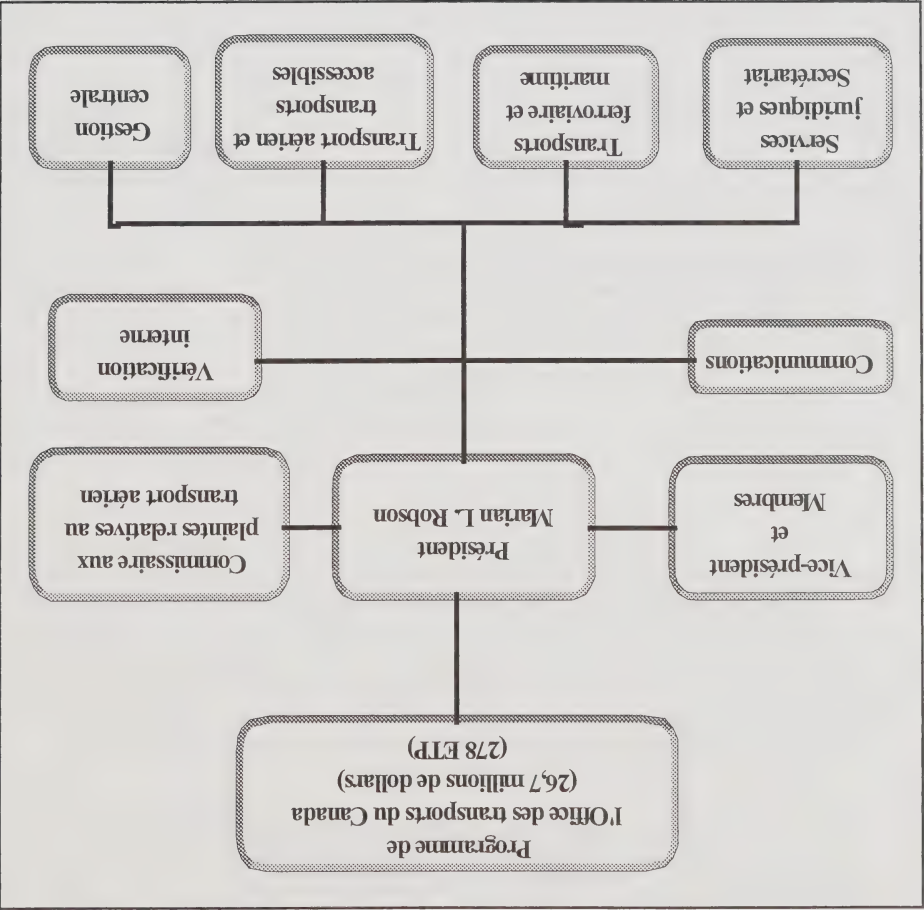 Programme de
l'Office des transports du Canada
(26,7 millions de dollars)
(278 ETP)
Vice-président
et
Membres
Président
Marian L. Robson
Commissaire aux
plaintes relatives au
transport aérien
Communications
Vérification
interne
Services
juridiques et
Secrétariat
Transports
ferroviaire et
maritime
Transport aérien et
transports
accessibles
Gestion
centrale